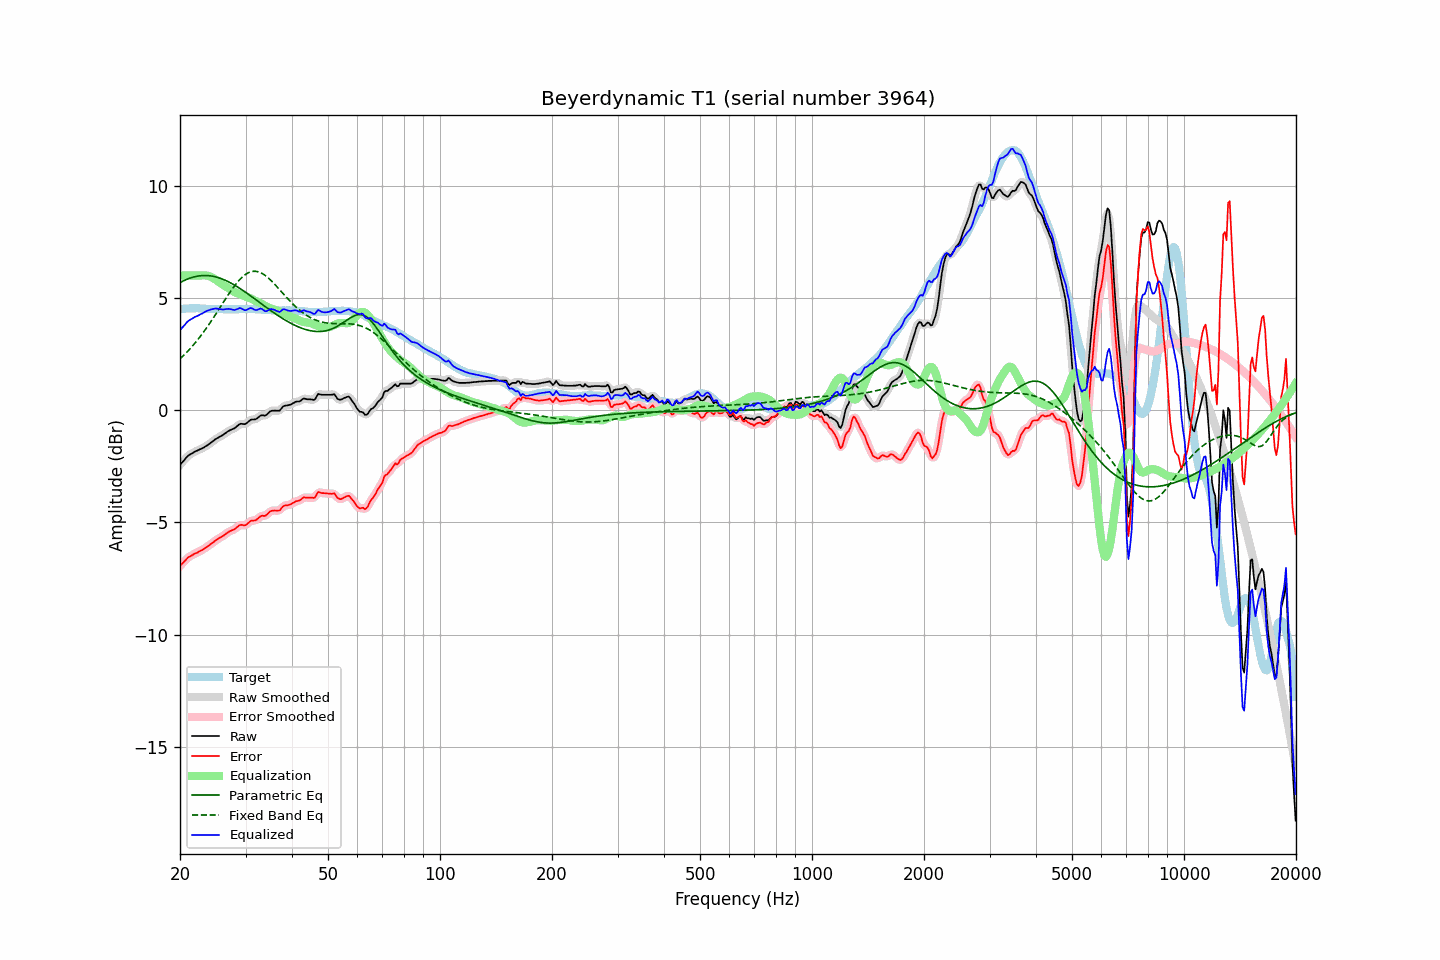 Beyerdynamic T1 (serial number 3964)
Amplitude (dBr)
10
5
0
−5
−10
−15
Target
Raw Smoothed
Error Smoothed
Raw
Error
Equalization
Parametric Eq
Fixed Band Eq
Equalized
20
50
100
200
500
1000
2000
5000
10000
20000
Frequency (Hz)